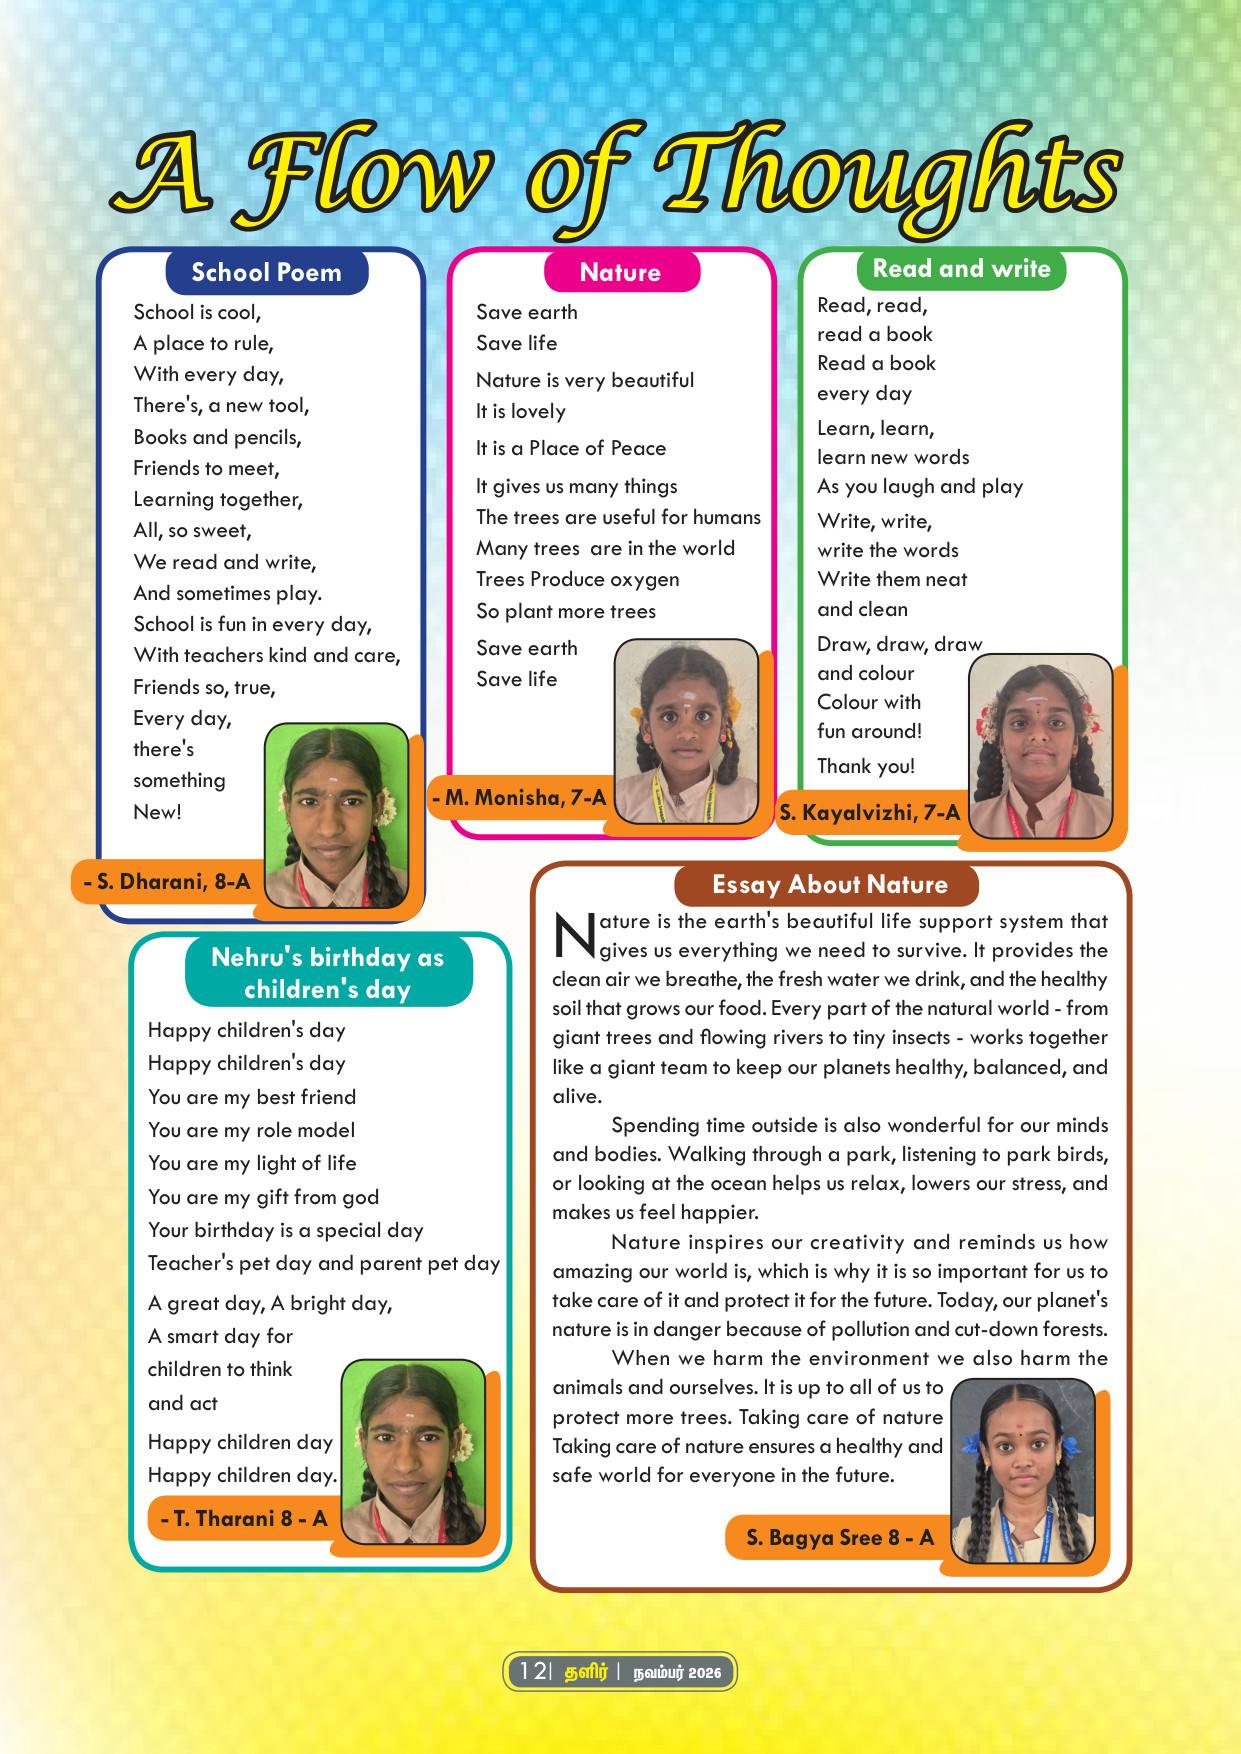 A Flow of Thoughts
School Poem
School is cool,
A place to rule,
With every day,
There's, a new tool,
Books and pencils,
Friends to meet,
Learning together,
All, so sweet,
We read and write,
And sometimes play.
School is fun in every day,
With teachers kind and care,
Friends so, true,
Every day,
there's
something
New!
- S. Dharani, 8-A
Nature
Save earth
Save life
Nature is very beautiful
It is lovely
It is a Place of Peace
It gives us many things
The trees are useful for humans
Many trees  are in the world
Trees Produce oxygen
So plant more trees
Save earth
Save life
- M. Monisha, 7-A
Read and write
Read, read,
read a book
Read a book
every day
Learn, learn,
learn new words
As you laugh and play
Write, write,
write the words
Write them neat
and clean
Draw, draw, draw
and colour
Colour with
fun around!
Thank you!
S. Kayalvizhi, 7-A
Nehru's birthday as
children's day
Happy children's day
Happy children's day
You are my best friend
You are my role model
You are my light of life
You are my gift from god
Your birthday is a special day
Teacher's pet day and parent pet day
A great day, A bright day,
A smart day for
children to think
and act
Happy children day
Happy children day.
- T. Tharani 8 - A
Essay About Nature
Nature is the earth's beautiful life support system that
gives us everything we need to survive. It provides the
clean air we breathe, the fresh water we drink, and the healthy
soil that grows our food. Every part of the natural world - from
giant trees and flowing rivers to tiny insects - works together
like a giant team to keep our planets healthy, balanced, and
alive.
Spending time outside is also wonderful for our minds
and bodies. Walking through a park, listening to park birds,
or looking at the ocean helps us relax, lowers our stress, and
makes us feel happier.
Nature inspires our creativity and reminds us how
amazing our world is, which is why it is so important for us to
take care of it and protect it for the future. Today, our planet's
nature is in danger because of pollution and cut-down forests.
When we harm the environment we also harm the
animals and ourselves. It is up to all of us to
protect more trees. Taking care of nature
Taking care of nature ensures a healthy and
safe world for everyone in the future.
S. Bagya Sree 8 - A
12| தளிர் | நவம்பர் 2026